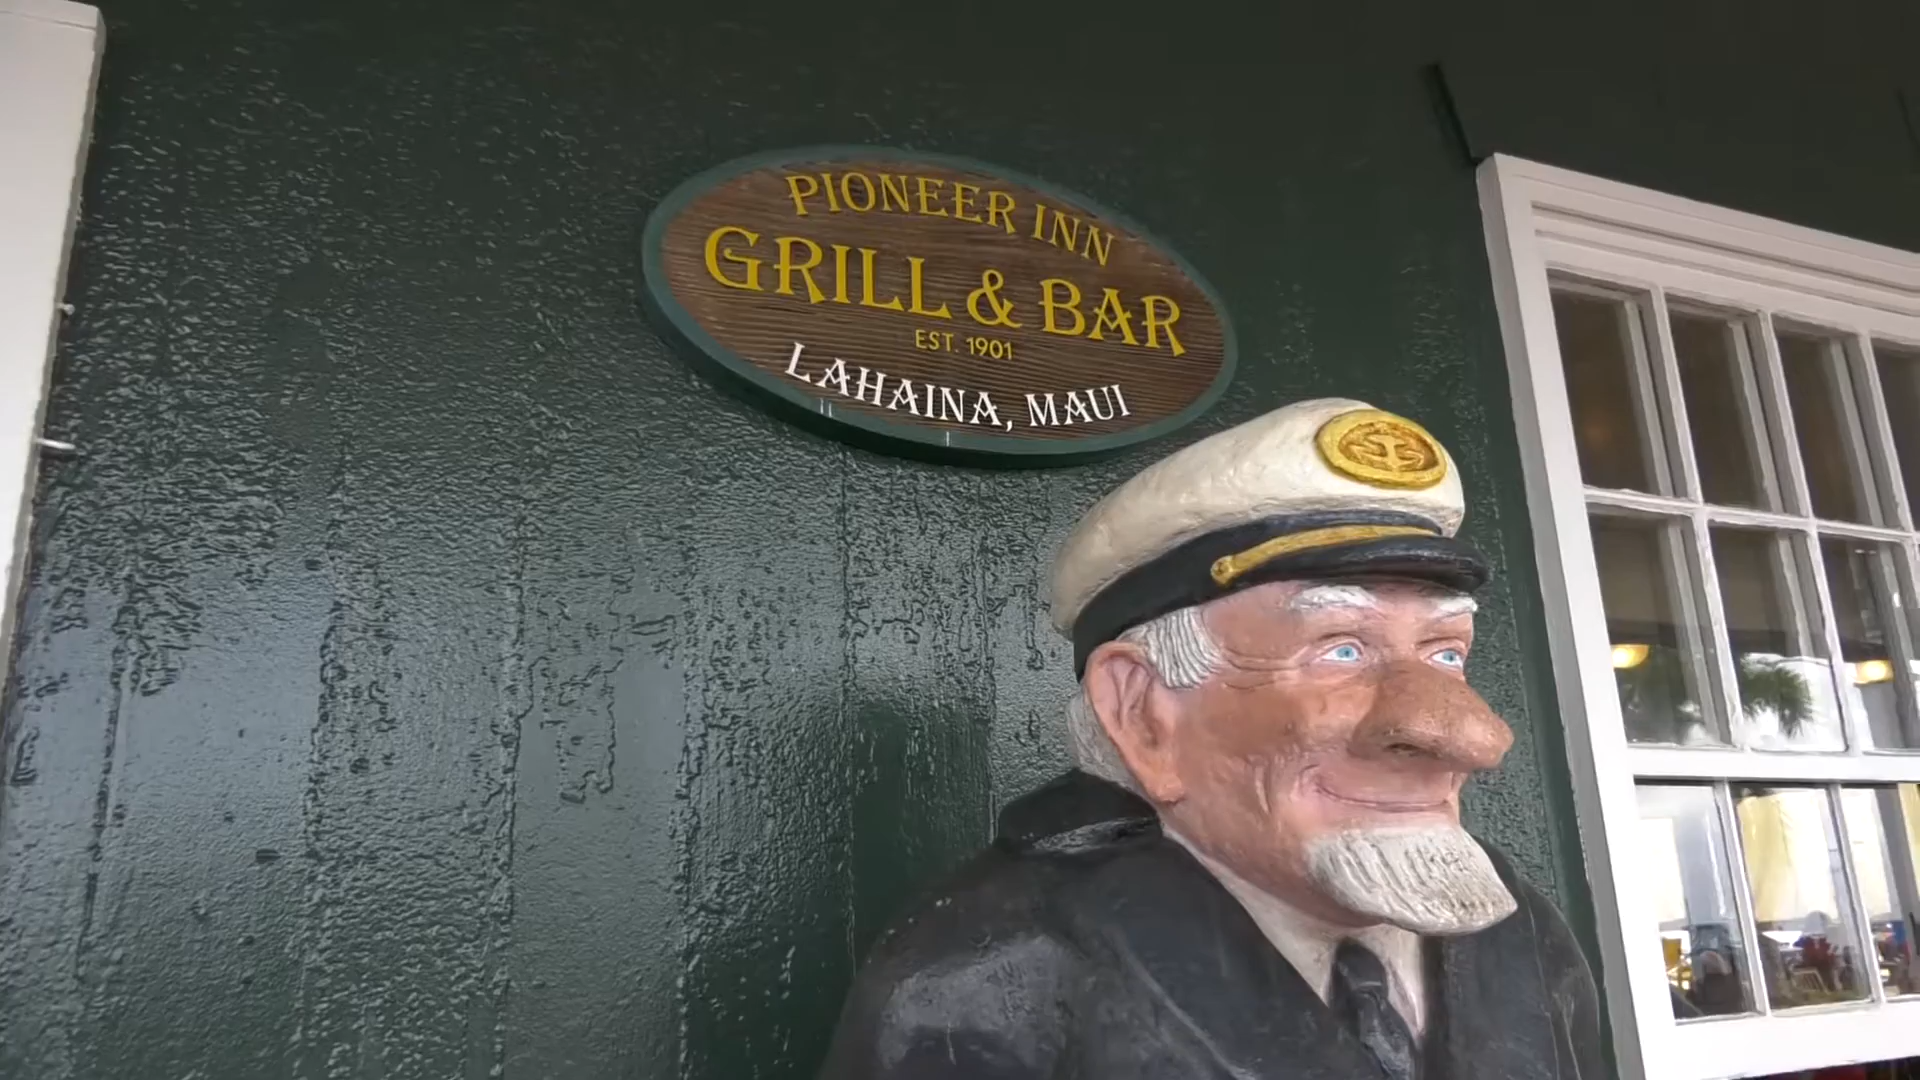 PIONEER INN
GRILL & BAR
EST. 1901
LAHAINA, MAUI